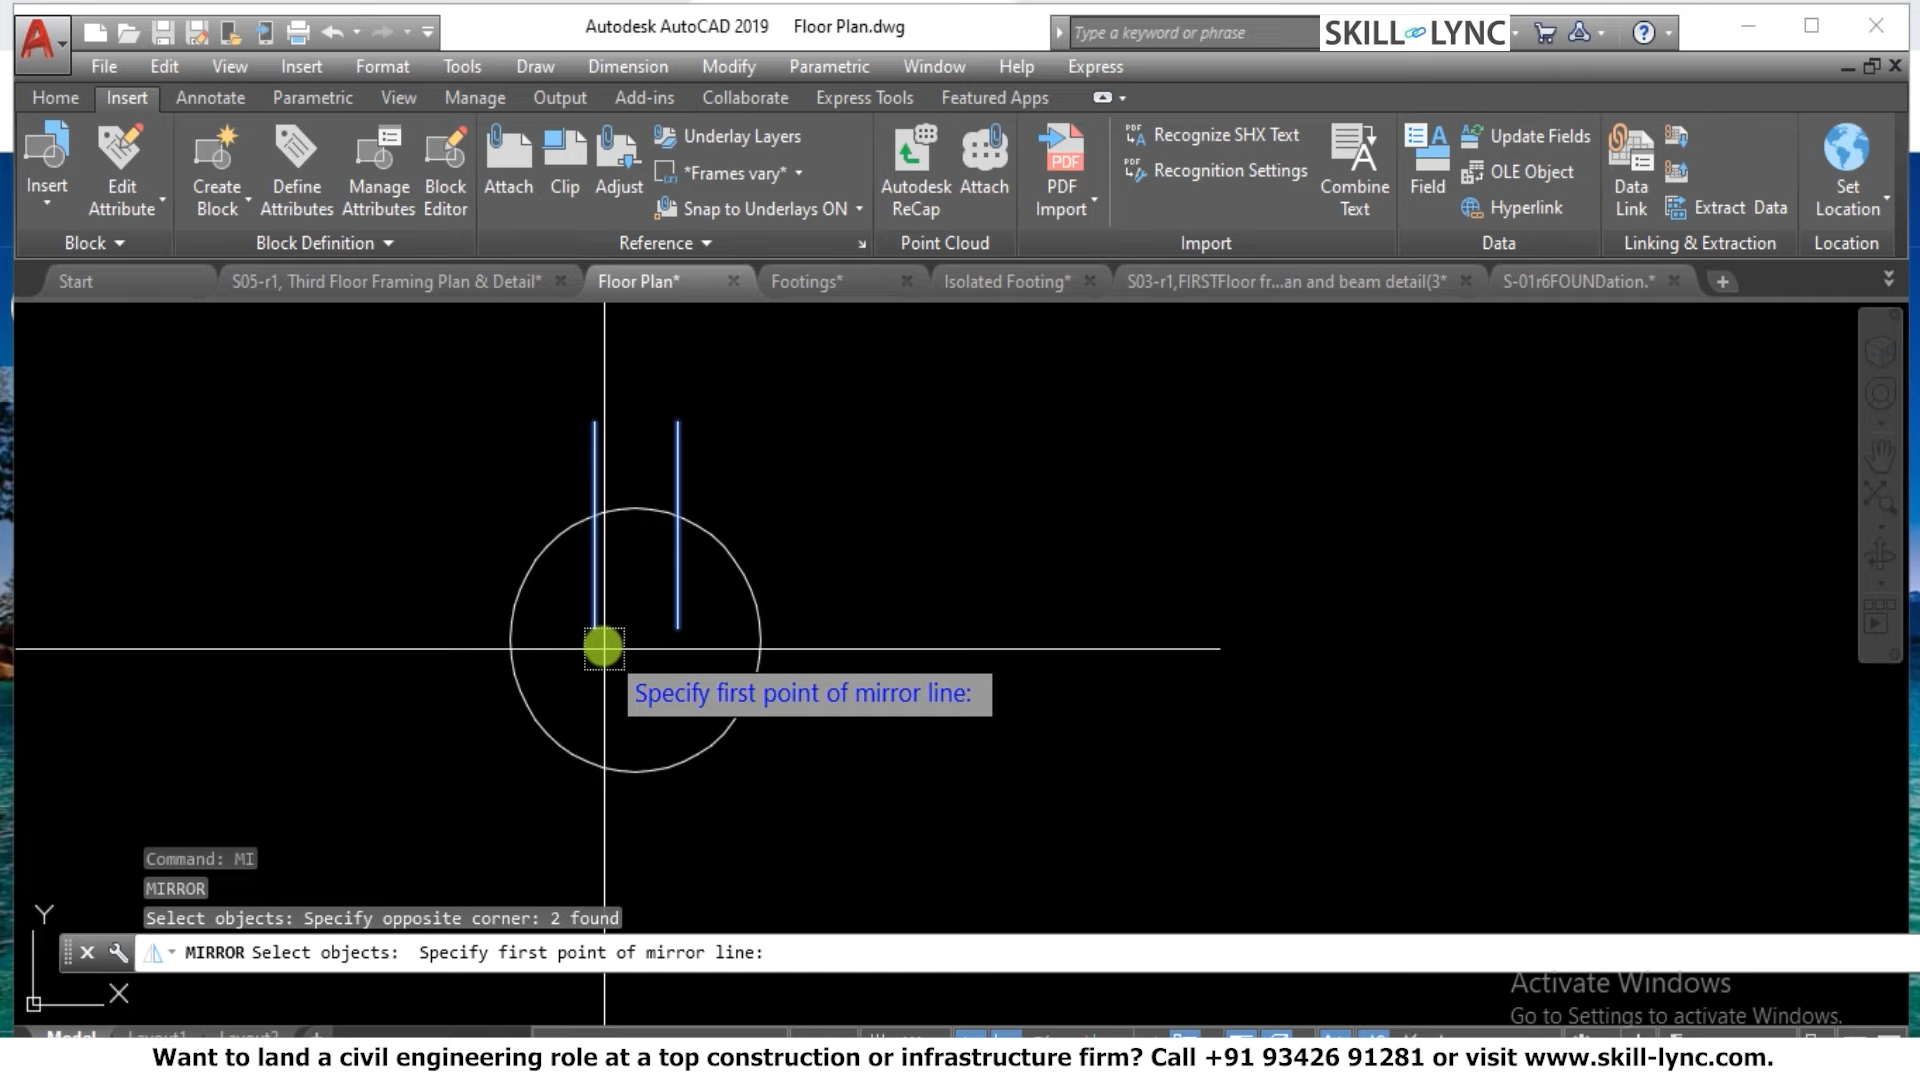 Autodesk AutoCAD 2019 Floor Plan.dwg
Type a keyword or phrase
SKILL LYNC
File Edit View Insert Format Tools Draw Dimension Modify Parametric Window Help Express
Home Insert Annotate Parametric View Manage Output Add-ins Collaborate Express Tools Featured Apps
Insert
Edit Attribute
Create Block
Define Attributes
Manage Attributes
Block Editor
Attach
Clip
Adjust
Underlay Layers
*Frames vary*
Snap to Underlays ON
Autodesk ReCap
Attach
PDF Import
Recognize SHX Text
Recognition Settings
Combine Text
Field
Update Fields
OLE Object
Hyperlink
Data Link
Extract Data
Set Location
Block
Block Definition
Reference
Point Cloud
Import
Data
Linking & Extraction
Location
Start
S05-r1, Third Floor Framing Plan & Detail*
Floor Plan*
Footings*
Isolated Footing*
S03-r1,FIRSTFloor fr...an and beam detail(3*
S-01r6FOUNDation.*
Specify first point of mirror line:
Command: MI
MIRROR
Select objects: Specify opposite corner: 2 found
MIRROR Select objects: Specify first point of mirror line:
Y
X
Activate Windows
Go to Settings to activate Windows.
Model Layout1 Layout2
Want to land a civil engineering role at a top construction or infrastructure firm? Call +91 93426 91281 or visit www.skill-lync.com.